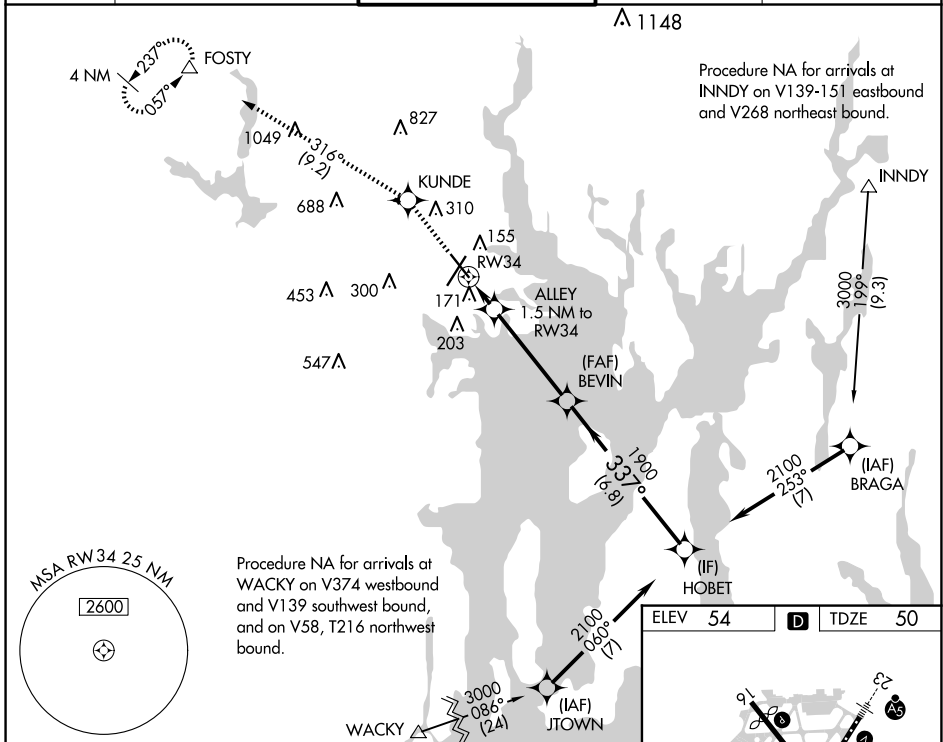 1148
Procedure NA for arrivals at
INNDY on V139-151 eastbound
and V268 northeast bound.
237°
FOSTY
4 NM
057°
1049
316°
(9.2)
827
KUNDE
688
310
INNDY
155
RW34
453
300
171
ALLEY
1.5 NM to
RW34
203
3000
199°
(9.3)
547
(FAF)
BEVIN
1900
337°
(6.8)
2100
253°
(7)
(IAF)
BRAGA
MSA RW34 25 NM
2600
Procedure NA for arrivals at
WACKY on V374 westbound
and V139 southwest bound,
and on V58, T216 northwest
bound.
(IF)
HOBET
2100
060°
(7)
ELEV 54
D
TDZE 50
3000
086°
(24)
WACKY
(IAF)
JTOWN
16
23
A5